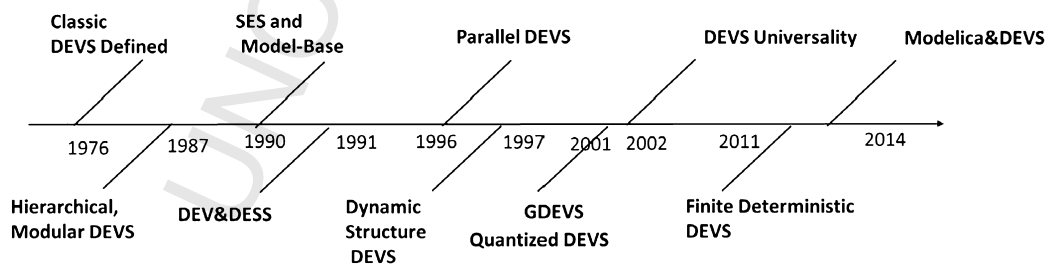 Classic
DEVS Defined
SES and
Model-Base
Parallel DEVS
DEVS Universality
Modelica&DEVS
1976
1987
1990
1991
1996
1997
2001
2002
2011
2014
Hierarchical,
Modular DEVS
DEV&DESS
Dynamic
Structure
DEVS
GDEVS
Quantized DEVS
Finite Deterministic
DEVS
UNC